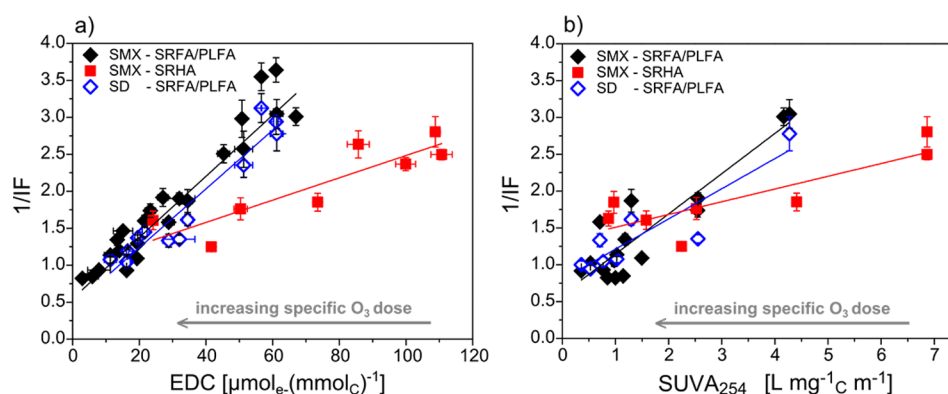 a)
SMX - SRFA/PLFA
SMX - SRHA
SD - SRFA/PLFA
4.0
3.5
3.0
2.5
2.0
1.5
1.0
0.5
0.0
1/IF
increasing specific O₃ dose
0 20 40 60 80 100 120
EDC [µmolₑ₋(mmol_C)⁻¹]
b)
SMX - SRFA/PLFA
SMX - SRHA
SD - SRFA/PLFA
4.0
3.5
3.0
2.5
2.0
1.5
1.0
0.5
0.0
1/IF
increasing specific O₃ dose
0 1 2 3 4 5 6 7
SUVA₂₅₄ [L mg⁻¹_C m⁻¹]